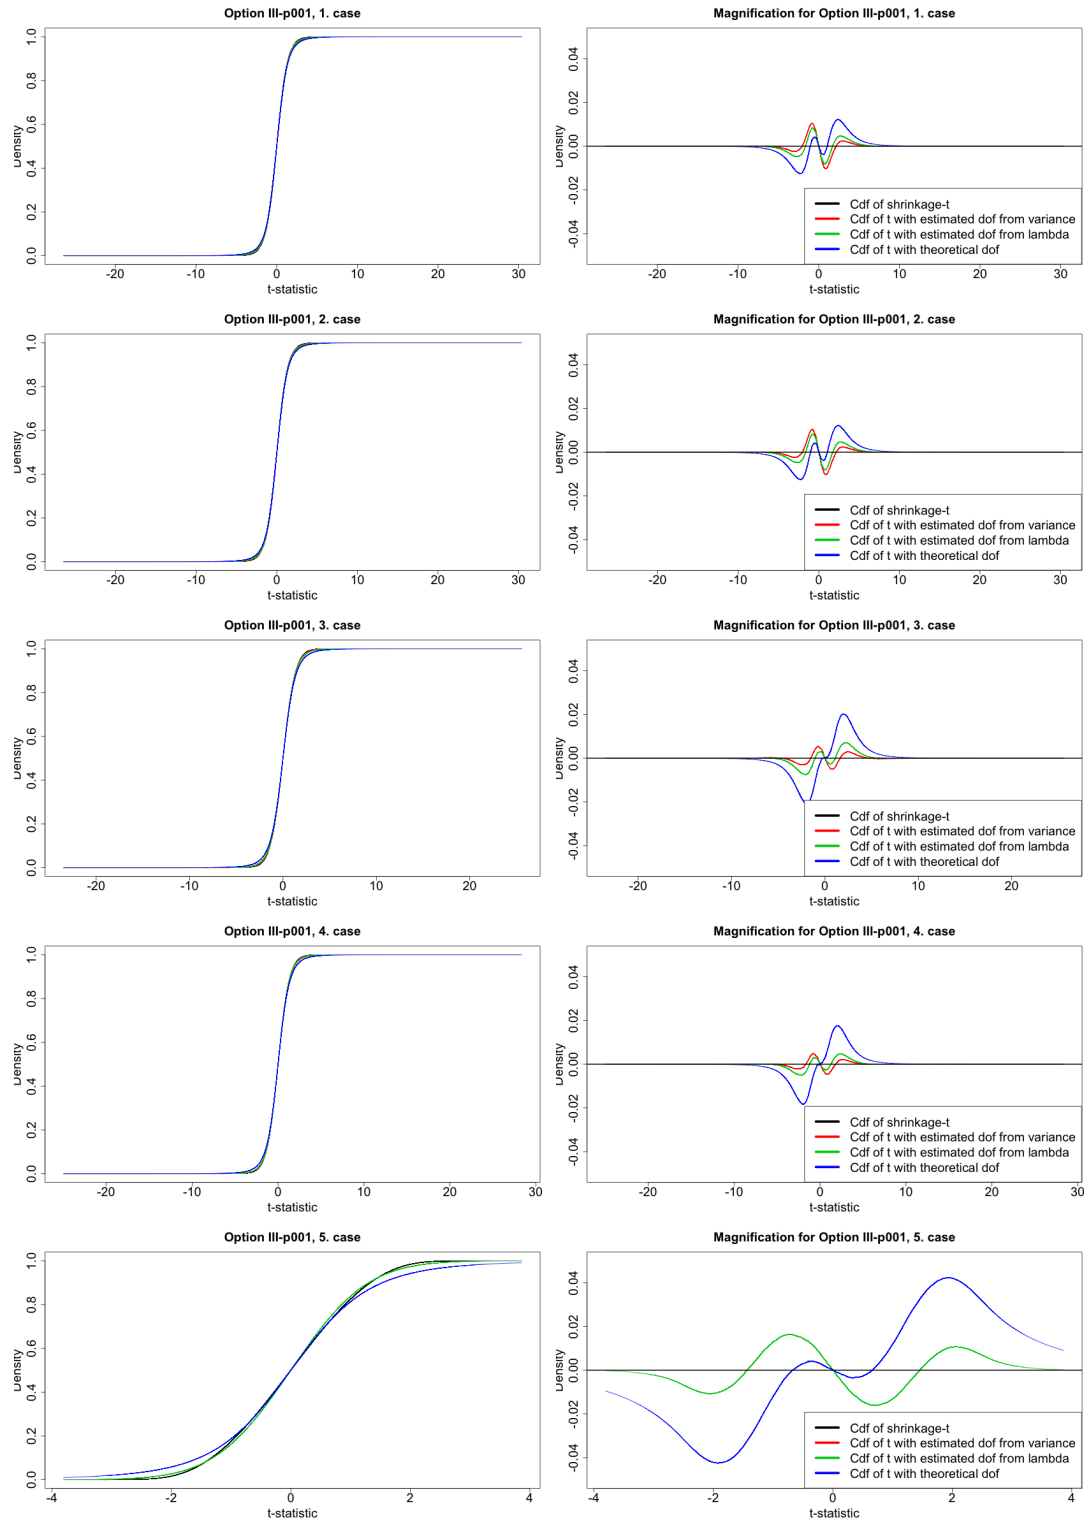 Option III-p001, 1. case
Density
0.0 0.2 0.4 0.6 0.8 1.0
-20 -10 0 10 20 30
t-statistic
Magnification for Option III-p001, 1. case
Density
-0.04 -0.02 0.00 0.02 0.04
Cdf of shrinkage-t
Cdf of t with estimated dof from variance
Cdf of t with estimated dof from lambda
Cdf of t with theoretical dof
-20 -10 0 10 20 30
t-statistic
Option III-p001, 2. case
Density
0.0 0.2 0.4 0.6 0.8 1.0
-20 -10 0 10 20 30
t-statistic
Magnification for Option III-p001, 2. case
Density
-0.04 -0.02 0.00 0.02 0.04
Cdf of shrinkage-t
Cdf of t with estimated dof from variance
Cdf of t with estimated dof from lambda
Cdf of t with theoretical dof
-20 -10 0 10 20 30
t-statistic
Option III-p001, 3. case
Density
0.0 0.2 0.4 0.6 0.8 1.0
-20 -10 0 10 20
t-statistic
Magnification for Option III-p001, 3. case
Density
-0.04 -0.02 0.00 0.02 0.04
Cdf of shrinkage-t
Cdf of t with estimated dof from variance
Cdf of t with estimated dof from lambda
Cdf of t with theoretical dof
-20 -10 0 10 20
t-statistic
Option III-p001, 4. case
Density
0.0 0.2 0.4 0.6 0.8 1.0
-20 -10 0 10 20 30
t-statistic
Magnification for Option III-p001, 4. case
Density
-0.04 -0.02 0.00 0.02 0.04
Cdf of shrinkage-t
Cdf of t with estimated dof from variance
Cdf of t with estimated dof from lambda
Cdf of t with theoretical dof
-20 -10 0 10 20 30
t-statistic
Option III-p001, 5. case
Density
0.0 0.2 0.4 0.6 0.8 1.0
-4 -2 0 2 4
t-statistic
Magnification for Option III-p001, 5. case
Density
-0.04 -0.02 0.00 0.02 0.04
Cdf of shrinkage-t
Cdf of t with estimated dof from variance
Cdf of t with estimated dof from lambda
Cdf of t with theoretical dof
-4 -2 0 2 4
t-statistic